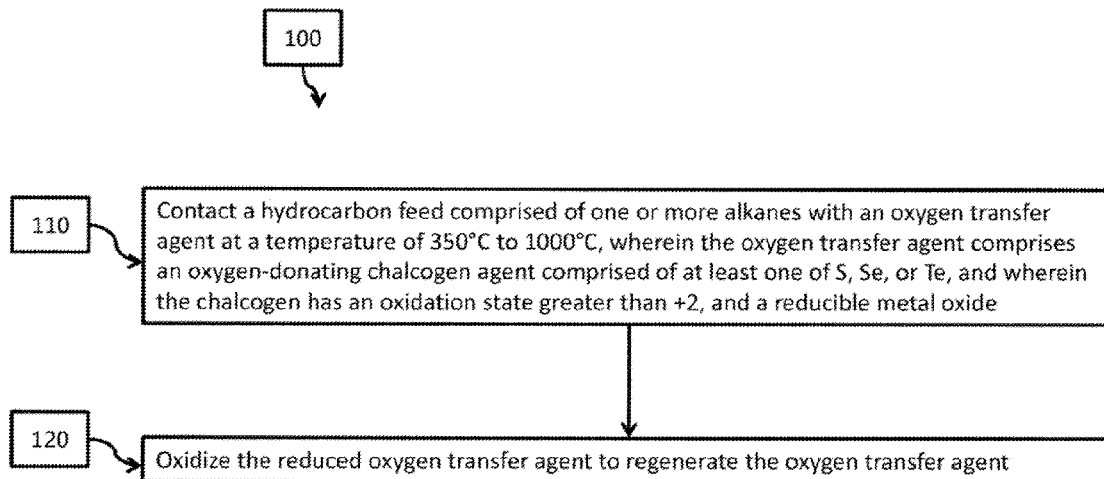 100
110
Contact a hydrocarbon feed comprised of one or more alkanes with an oxygen transfer
agent at a temperature of 350°C to 1000°C, wherein the oxygen transfer agent comprises
an oxygen-donating chalcogen agent comprised of at least one of S, Se, or Te, and wherein
the chalcogen has an oxidation state greater than +2, and a reducible metal oxide
120
Oxidize the reduced oxygen transfer agent to regenerate the oxygen transfer agent